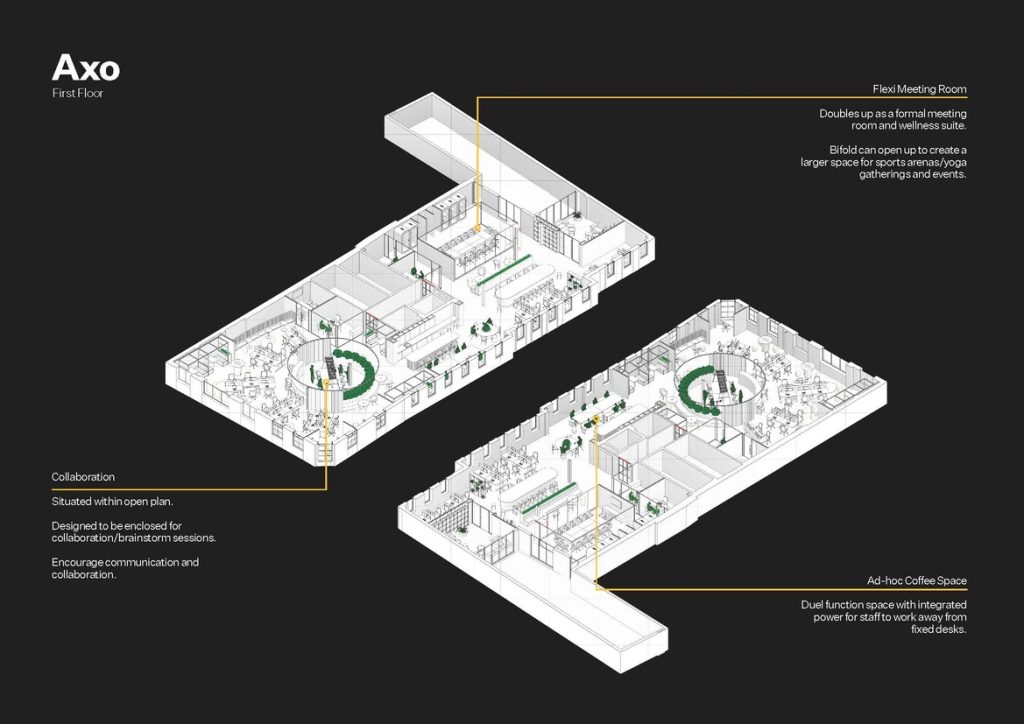 Axo
First Floor
Flexi Meeting Room
Doubles up as a formal meeting
room and wellness suite.
Bifold can open up to create a
larger space for sports arenas/yoga
gatherings and events.
Collaboration
Situated within open plan.
Designed to be enclosed for
collaboration/brainstorm sessions.
Encourage communication and
collaboration.
Ad-hoc Coffee Space
Duel function space with integrated
power for staff to work away from
fixed desks.